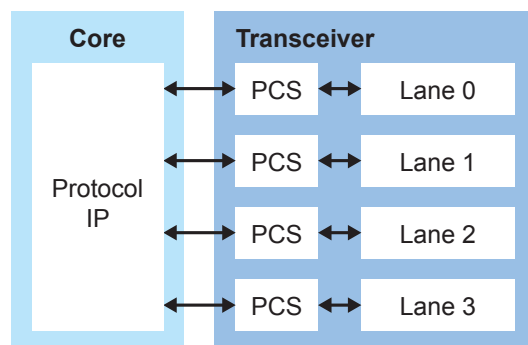 Core
Transceiver
Protocol
IP
PCS
Lane 0
PCS
Lane 1
PCS
Lane 2
PCS
Lane 3